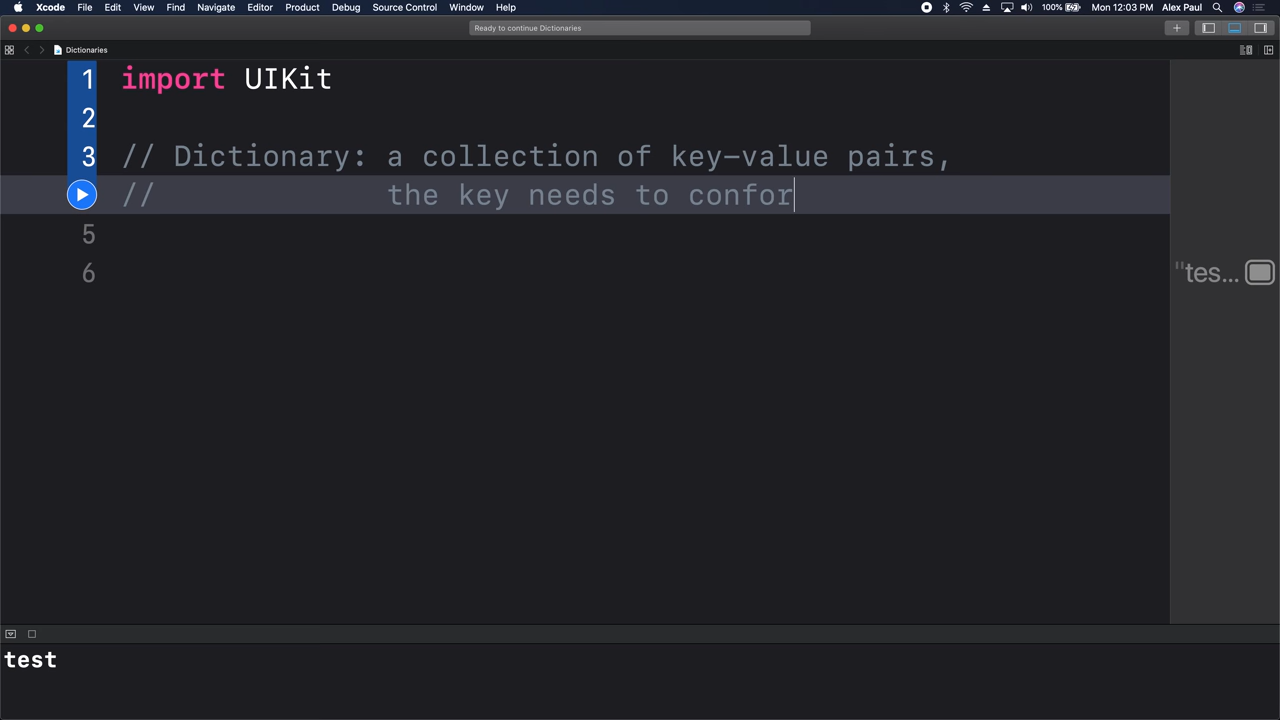 Xcode File Edit View Find Navigate Editor Product Debug Source Control Window Help 100% Mon 12:03 PM Alex Paul
Ready to continue Dictionaries
Dictionaries
1 import UIKit
2
3 // Dictionary: a collection of key-value pairs,
// the key needs to confor
5
6
"tes...
test